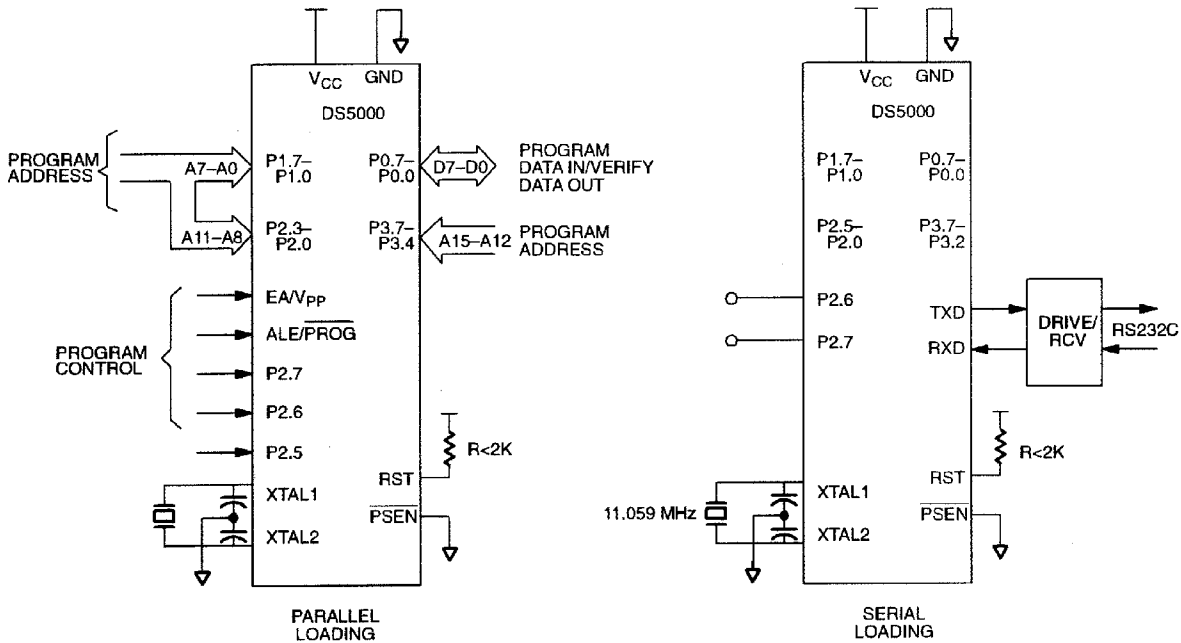 VCC GND
DS5000
PROGRAM
ADDRESS
A7–A0
P1.7–
P1.0
P0.7–
P0.0
D7–D0
PROGRAM
DATA IN/VERIFY
DATA OUT
A11–A8
P2.3–
P2.0
P3.7–
P3.4
A15–A12
PROGRAM
ADDRESS
PROGRAM
CONTROL
EA/VPP
ALE/PROG
P2.7
P2.6
P2.5
R<2K
RST
XTAL1
PSEN
XTAL2
PARALLEL
LOADING
VCC GND
DS5000
P1.7–
P1.0
P0.7–
P0.0
P2.5–
P2.0
P3.7–
P3.2
P2.6
P2.7
TXD
RXD
DRIVE/
RCV
RS232C
R<2K
RST
XTAL1
11.059 MHz
PSEN
XTAL2
SERIAL
LOADING